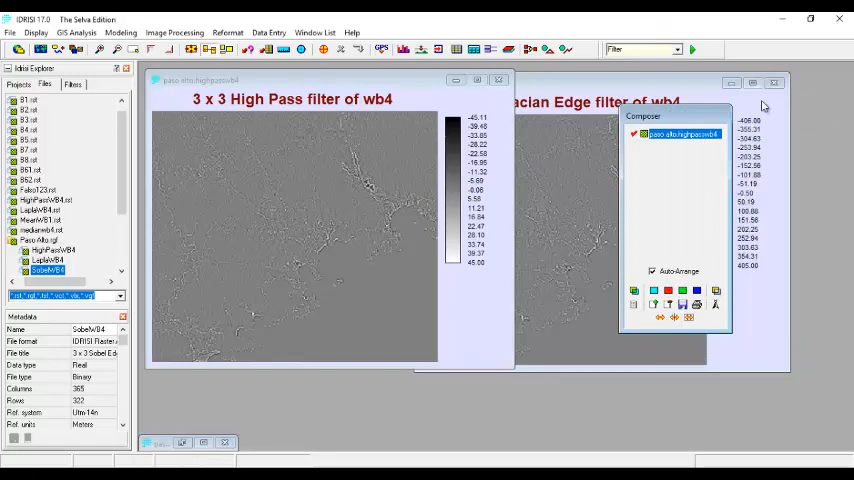 IDRISI 17.0 The Selva Edition
File Display GIS Analysis Modeling Image Processing Reformat Data Entry Window List Help
GPS
Filter
Idrisi Explorer
Projects Files Filters
B1.rst
B2.rst
B3.rst
B4.rst
B5.rst
B7.rst
B8.rst
B61.rst
B62.rst
Falso123.rst
HighPassWB4.rst
LaplaWB4.rst
MeanWB1.rst
medianwb4.rst
Paso Alto.rgf
HighPassWB4
LaplaWB4
SobelWB4
*.rst,*.rgf,*.tsf,*.vct,*.vlx,*.vgf
Metadata
Name SobelWB4
File format IDRISI Raster
File title 3 x 3 Sobel Ed
Data type Real
File type Binary
Columns 365
Rows 322
Ref. system Utm-14n
Ref. units Meters
paso alto.highpasswb4
3 x 3 High Pass filter of wb4
-45.11
-39.48
-33.85
-28.22
-22.58
-16.95
-11.32
-5.69
-0.06
5.58
11.21
16.84
22.47
28.10
33.74
39.37
45.00
acian Edge filter of wb4
-406.00
-355.31
-304.63
-253.94
-203.25
-152.56
-101.88
-51.19
-0.50
50.19
100.88
151.56
202.25
252.94
303.63
354.31
405.00
Composer
paso alto.highpasswb4
Auto-Arrange